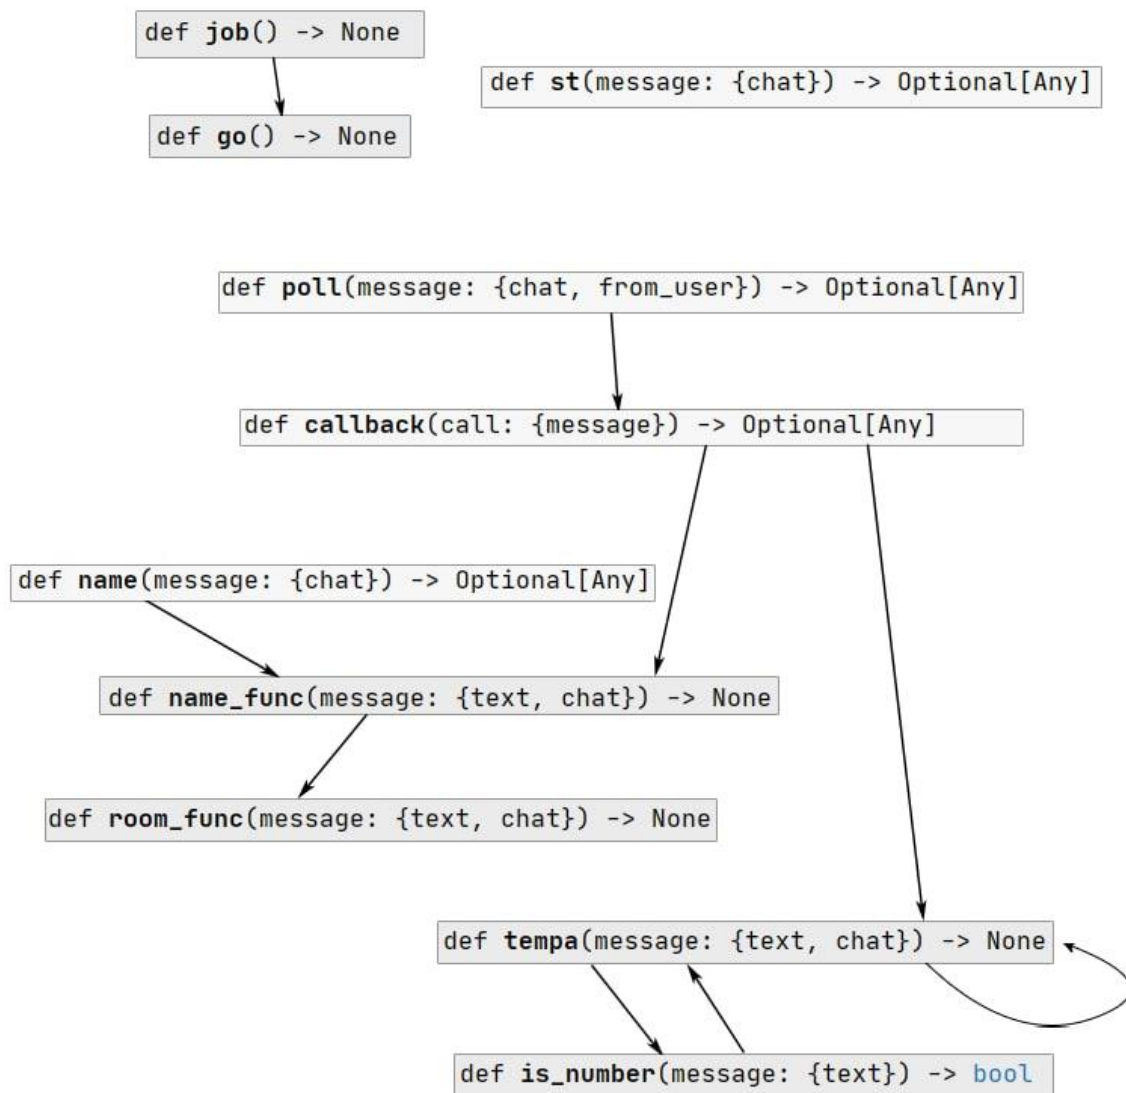 def job() -> None
def st(message: {chat}) -> Optional[Any]
def go() -> None
def poll(message: {chat, from_user}) -> Optional[Any]
def callback(call: {message}) -> Optional[Any]
def name(message: {chat}) -> Optional[Any]
def name_func(message: {text, chat}) -> None
def room_func(message: {text, chat}) -> None
def tempa(message: {text, chat}) -> None
def is_number(message: {text}) -> bool